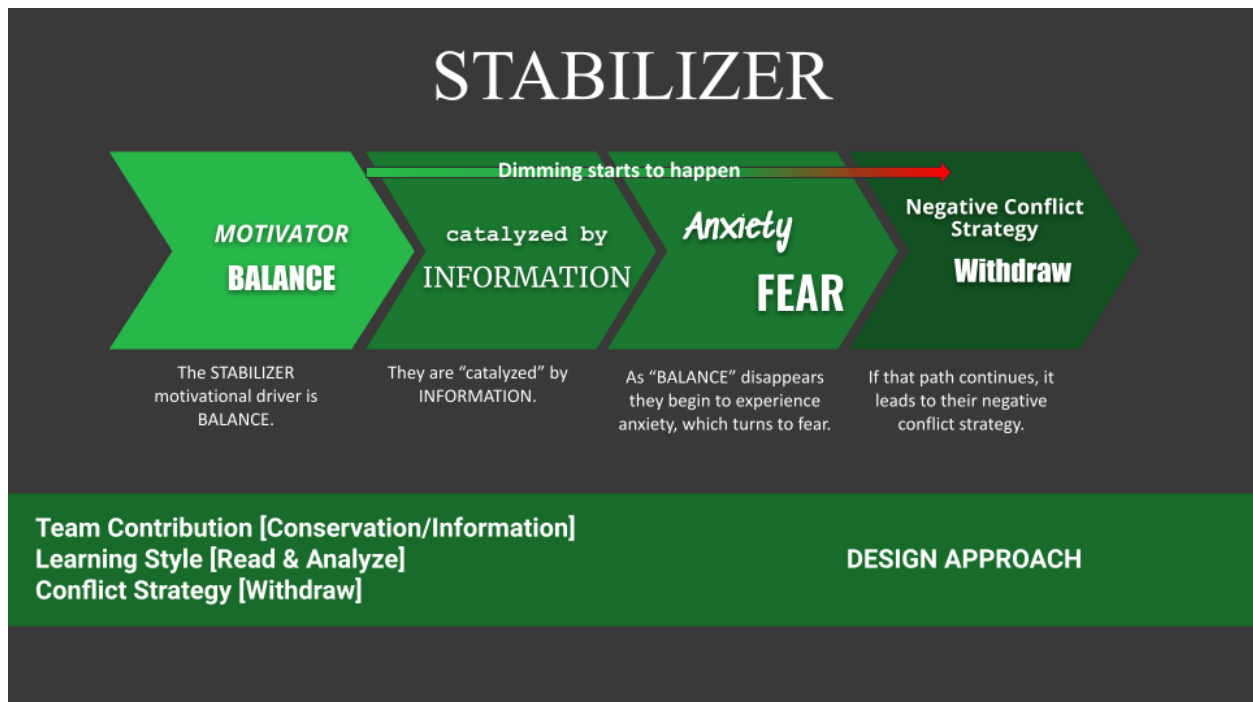 STABILIZER
Dimming starts to happen
MOTIVATOR
BALANCE
catalyzed by
INFORMATION
Anxiety
FEAR
Negative Conflict
Strategy
Withdraw
The STABILIZER
motivational driver is
BALANCE.
They are “catalyzed” by
INFORMATION.
As “BALANCE” disappears
they begin to experience
anxiety, which turns to fear.
If that path continues, it
leads to their negative
conflict strategy.
Team Contribution [Conservation/Information]
Learning Style [Read & Analyze]
Conflict Strategy [Withdraw]
DESIGN APPROACH